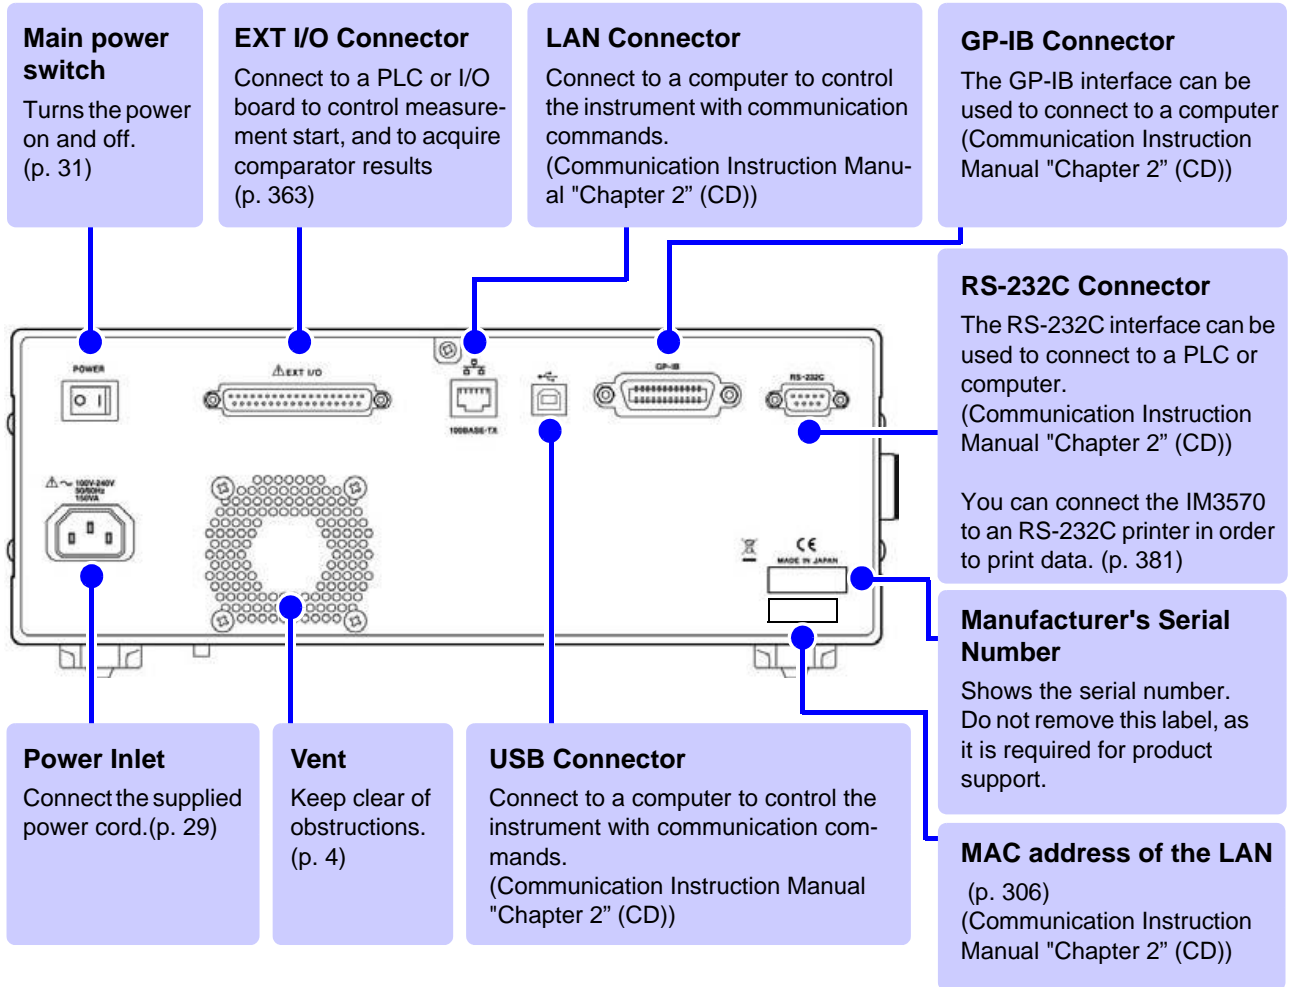 Main power
switch
Turns the power
on and off.
(p. 31)
EXT I/O Connector
Connect to a PLC or I/O
board to control measure-
ment start, and to acquire
comparator results
(p. 363)
LAN Connector
Connect to a computer to control
the instrument with communication
commands.
(Communication Instruction Manu-
al "Chapter 2” (CD))
GP-IB Connector
The GP-IB interface can be
used to connect to a computer
(Communication Instruction
Manual "Chapter 2” (CD))
RS-232C Connector
The RS-232C interface can be
used to connect to a PLC or
computer.
(Communication Instruction
Manual "Chapter 2” (CD))
You can connect the IM3570
to an RS-232C printer in order
to print data. (p. 381)
POWER
EXT I/O
100BASE-TX
GP-IB
RS-232C
100V-240V
50/60Hz
150VA
CE
MADE IN JAPAN
Manufacturer's Serial
Number
Shows the serial number.
Do not remove this label, as
it is required for product
support.
Power Inlet
Connect the supplied
power cord.(p. 29)
Vent
Keep clear of
obstructions.
(p. 4)
USB Connector
Connect to a computer to control the
instrument with communication com-
mands.
(Communication Instruction Manual
"Chapter 2” (CD))
MAC address of the LAN
(p. 306)
(Communication Instruction
Manual "Chapter 2” (CD))